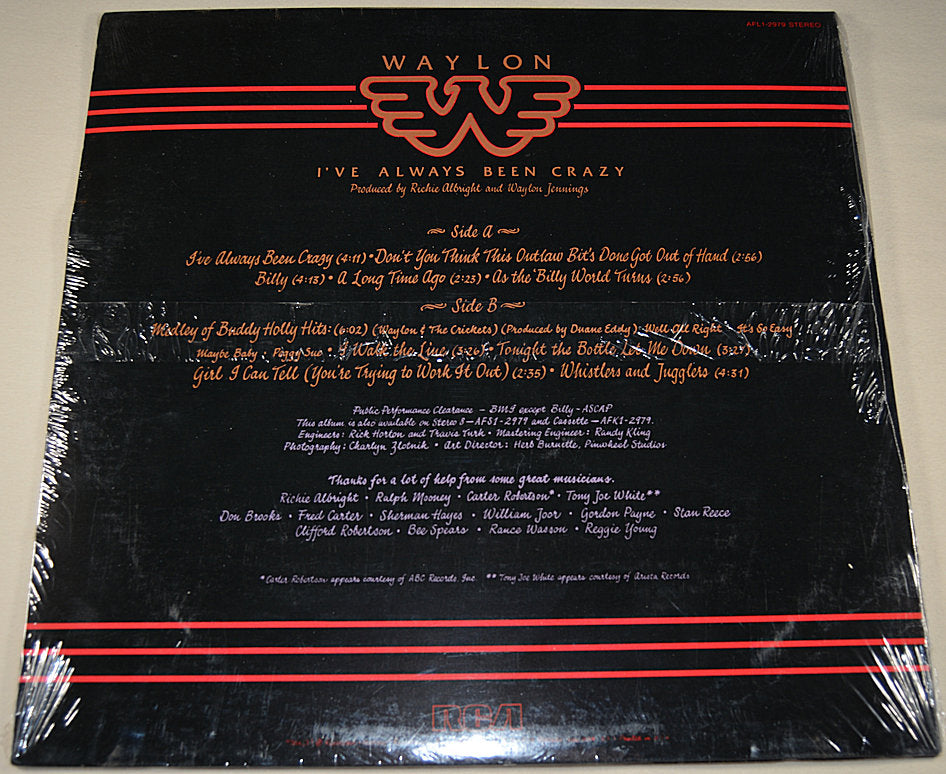 AFL1-2979 STEREO
WAYLON
I'VE ALWAYS BEEN CRAZY
Produced by Richie Albright and Waylon Jennings
Side A
I've Always Been Crazy (4:11) • Don't You Think This Outlaw Bit's Done Got Out of Hand (2:56)
Billy (4:13) • A Long Time Ago (2:23) • As the 'Billy World Turns (2:56)
Side B
Medley of Buddy Holly Hits: (6:02) (Waylon & The Crickets) (Produced by Duane Eddy): Well All Right • It's So Easy
Maybe Baby • Peggy Sue • I Walk the Line (3:26) • Tonight the Bottle Let Me Down
Girl I Can Tell (You're Trying to Work It Out) (2:35) • Whistlers and Jugglers (4:31)
Public Performance Clearance — BMI except Billy - ASCAP
This album is also available on Stereo 8 — AFS1-2979 and Cassette — AFK1-2979.
Engineers: Rick Horton and Travis Turk • Mastering Engineer: Randy Kling
Photography: Charlyn Zlotnik • Art Director: Herb Burnette, Pinwheel Studios
Thanks for a lot of help from some great musicians.
Richie Albright • Ralph Mooney • Carter Robertson* • Tony Joe White**
Don Brooks • Fred Carter • Sherman Hayes • William Joor • Gordon Payne • Stan Reece
Clifford Robertson • Bee Spears • Rance Wasson • Reggie Young
*Carter Robertson appears courtesy of ABC Records, Inc. **Tony Joe White appears courtesy of Arista Records
RCA